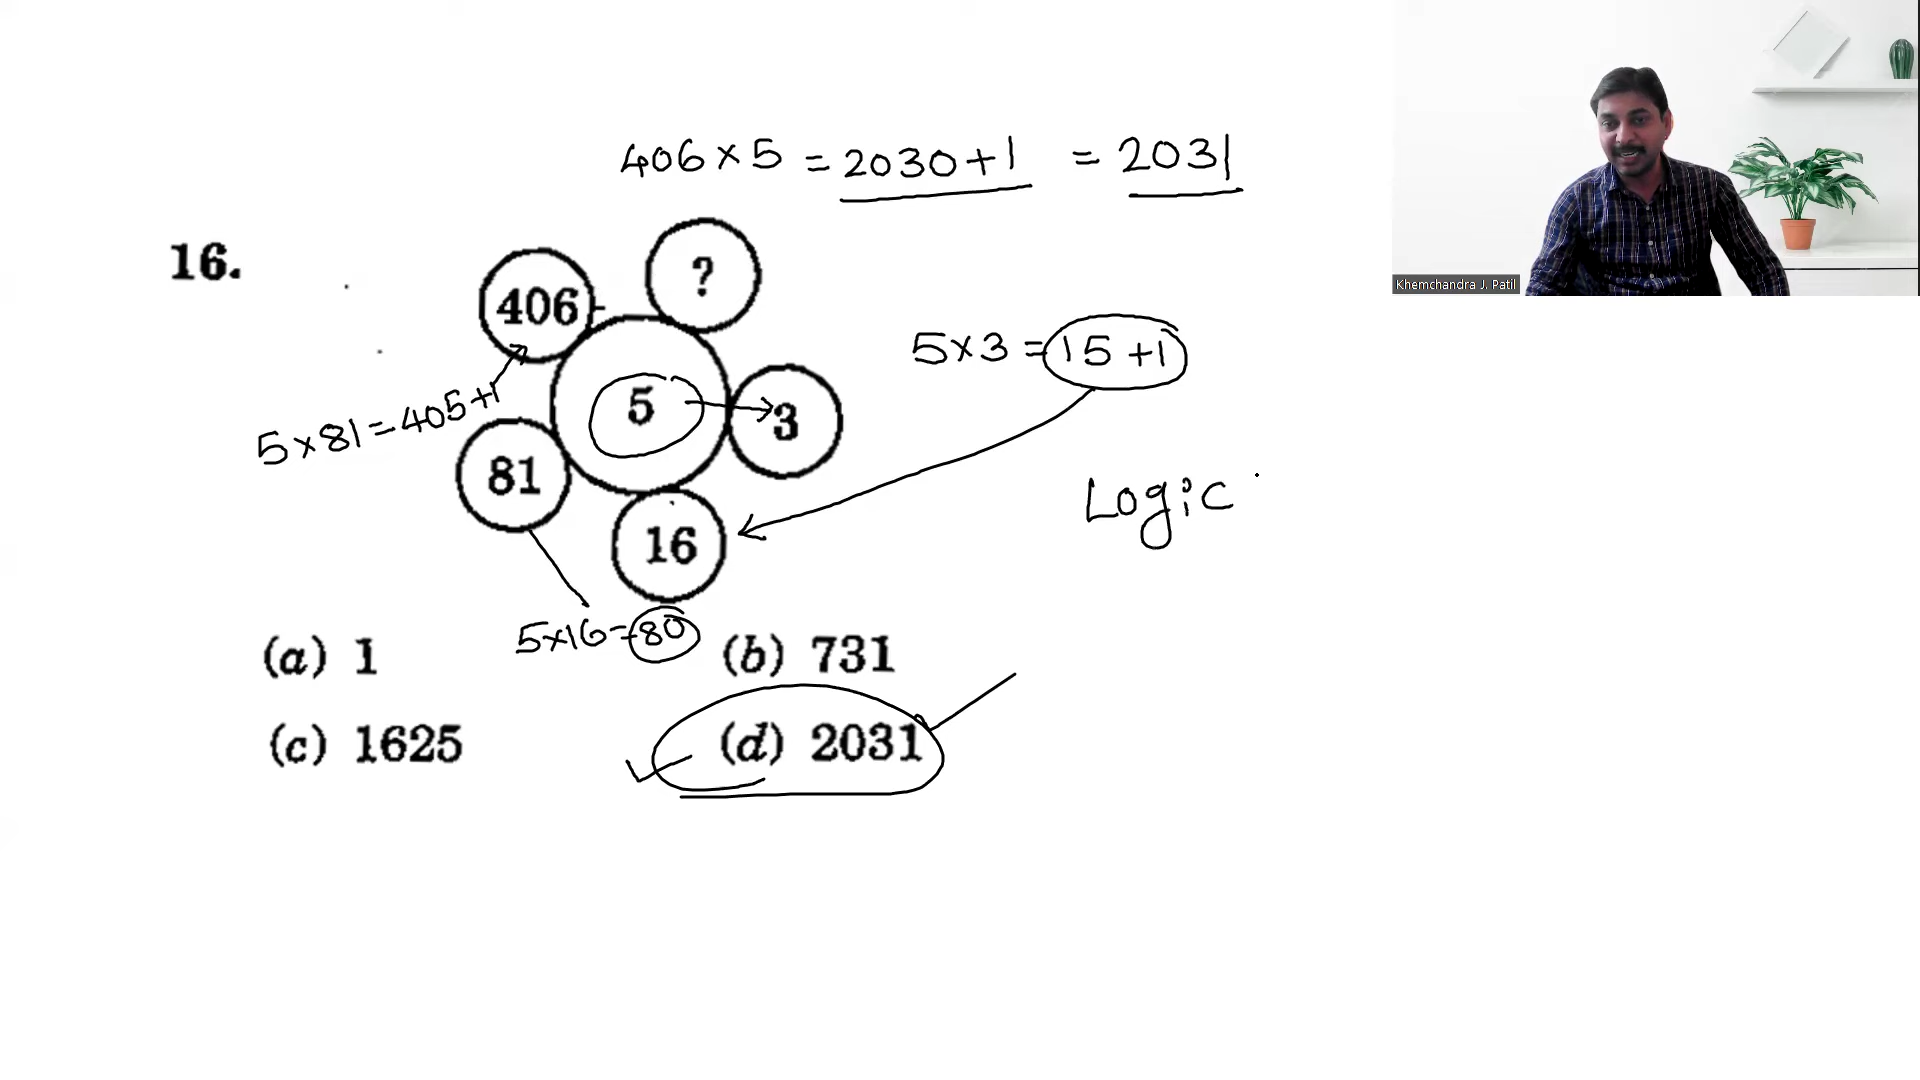 406 × 5 = 2030 + 1 = 2031
16.
406
?
5 × 3 = 15 + 1
5 × 81 = 405 + 1
5
3
81
16
Logic
5 × 16 = 80
(a) 1
(b) 731
(c) 1625
(d) 2031
Khemchandra J. Patil